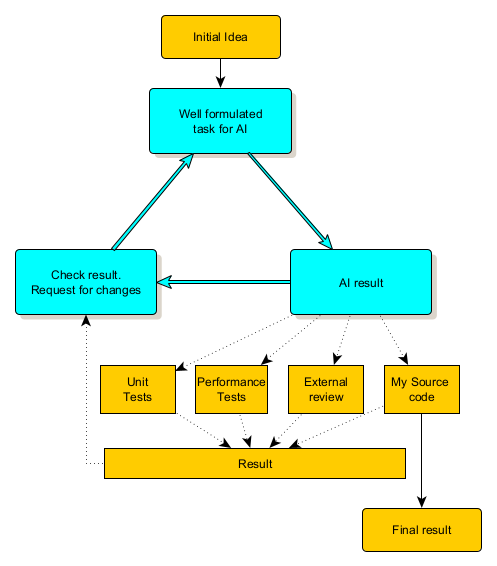 Initial Idea
Well formulated
task for AI
Check result.
Request for changes
AI result
Unit
Tests
Performance
Tests
External
review
My Source
code
Result
Final result